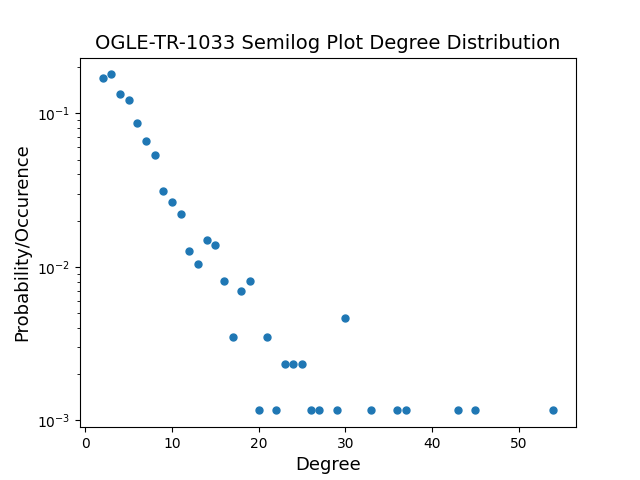 OGLE-TR-1033 Semilog Plot Degree Distribution
Probability/Occurence
10⁻¹
10⁻²
10⁻³
0 10 20 30 40 50
Degree